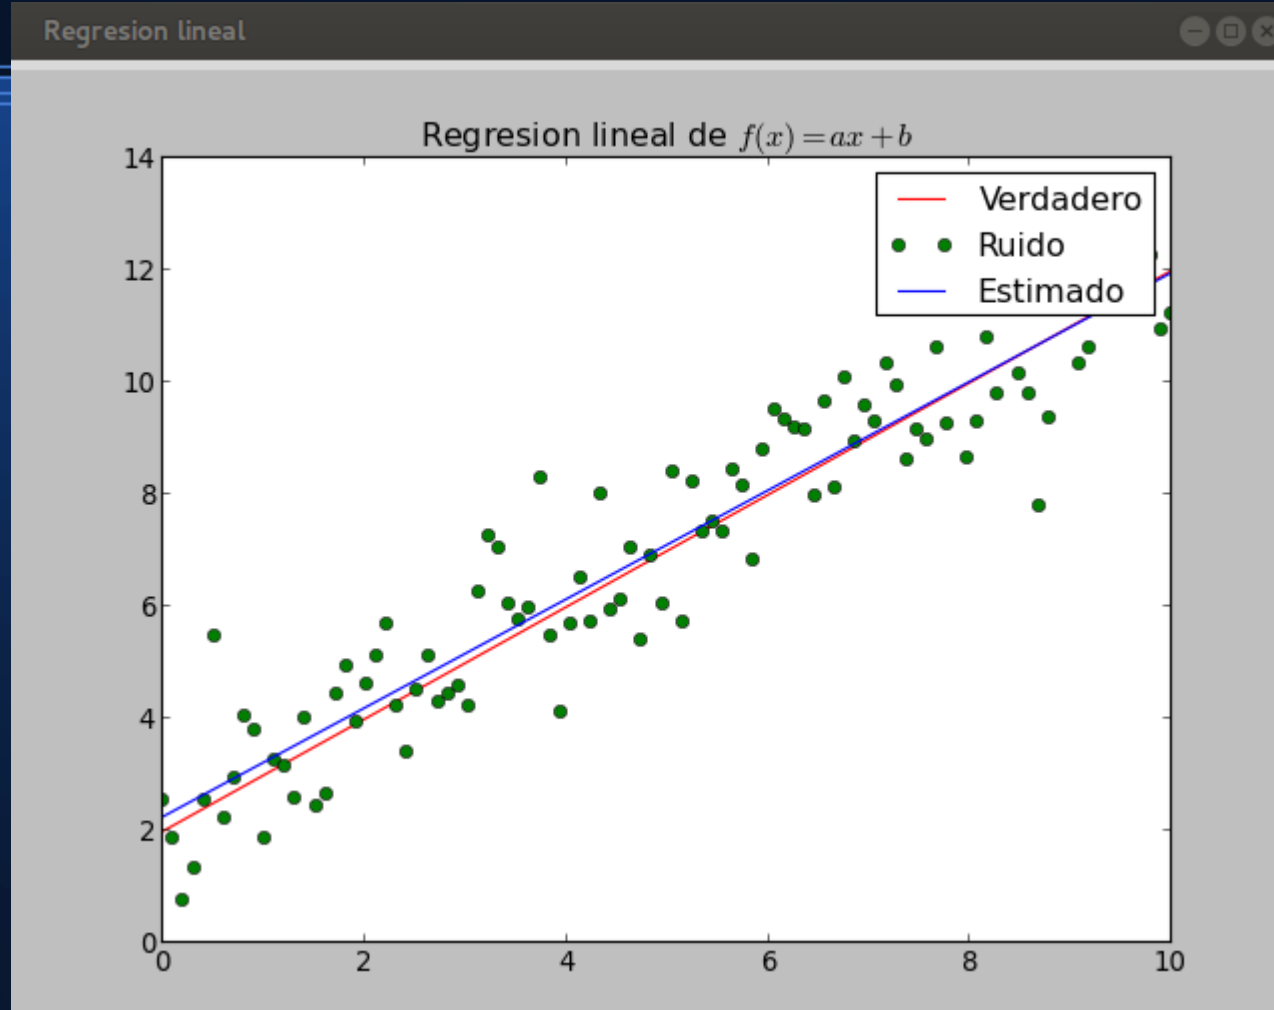 Regresion lineal
Regresion lineal de f(x) = ax + b
Verdadero
Ruido
Estimado
14
12
10
8
6
4
2
0
0 2 4 6 8 10